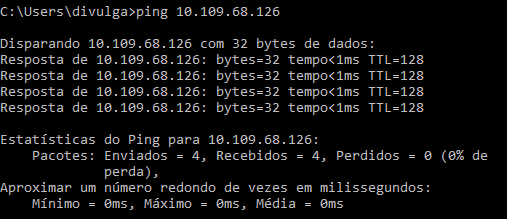 C:\Users\divulga>ping 10.109.68.126
Disparando 10.109.68.126 com 32 bytes de dados:
Resposta de 10.109.68.126: bytes=32 tempo<1ms TTL=128
Resposta de 10.109.68.126: bytes=32 tempo<1ms TTL=128
Resposta de 10.109.68.126: bytes=32 tempo<1ms TTL=128
Resposta de 10.109.68.126: bytes=32 tempo<1ms TTL=128
Estatísticas do Ping para 10.109.68.126:
Pacotes: Enviados = 4, Recebidos = 4, Perdidos = 0 (0% de
perda),
Aproximar um número redondo de vezes em milissegundos:
Mínimo = 0ms, Máximo = 0ms, Média = 0ms